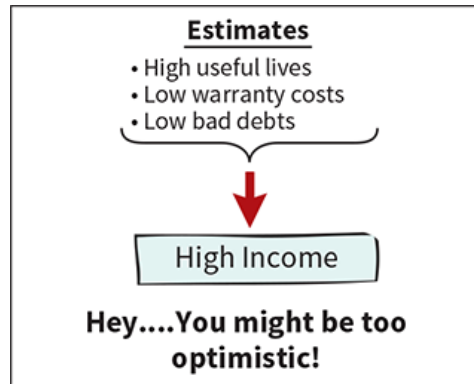 Estimates
• High useful lives
• Low warranty costs
• Low bad debts
High Income
Hey....You might be too
optimistic!